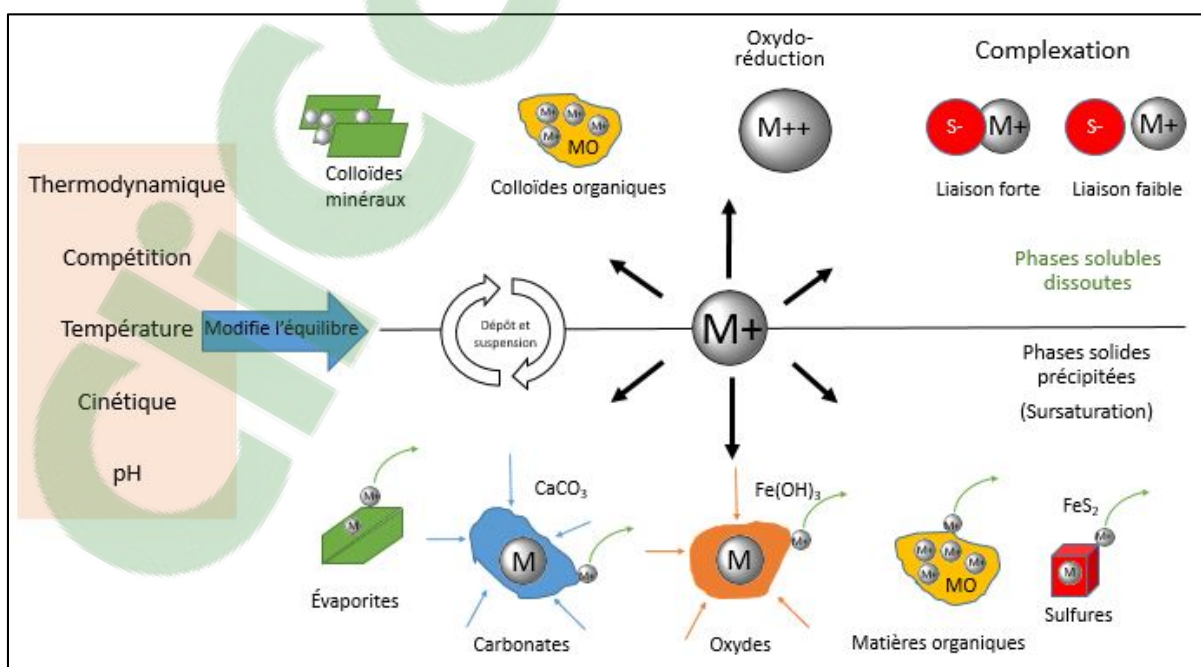 Oxydo-
réduction
Complexation
M++
S-
M+
S-
M+
M+
M+
M+
M+
MO
Colloïdes
minéraux
Colloïdes organiques
Liaison forte
Liaison faible
Thermodynamique
Compétition
Température
Cinétique
pH
Modifie l'équilibre
Dépôt et
suspension
M+
Phases solubles
dissoutes
Phases solides
précipitées
(Sursaturation)
M+
M
Évaporites
CaCO₃
M
M+
Carbonates
Fe(OH)₃
M
M+
Oxydes
M+
M+
M+
M+
M+
M+
MO
Matières organiques
FeS₂
M+
M
Sulfures